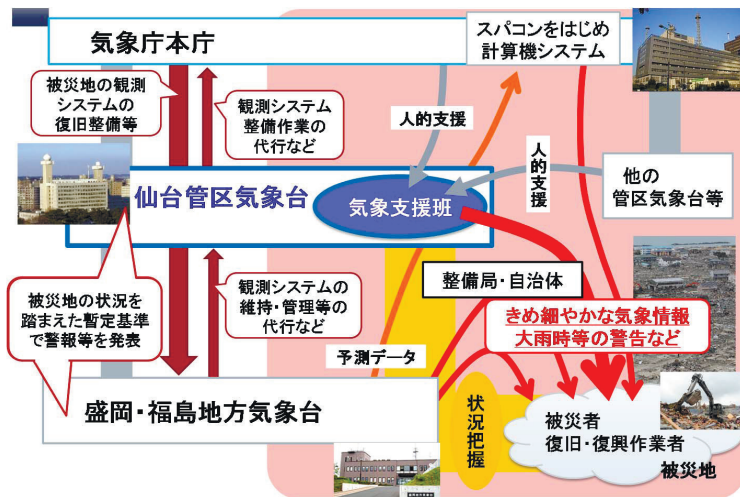 気象庁本庁
スパコンをはじめ
計算機システム
被災地の観測
システムの
復旧整備等
観測システム
整備作業の
代行など
人的支援
人的支援
他の
管区気象台等
仙台管区気象台
気象支援班
整備局・自治体
被災地の状況を
踏まえた暫定基準
で警報等を発表
観測システムの
維持・管理等の
代行など
きめ細やかな気象情報
大雨時等の警告など
予測データ
盛岡・福島地方気象台
状況把握
被災者
復旧・復興作業者
被災地